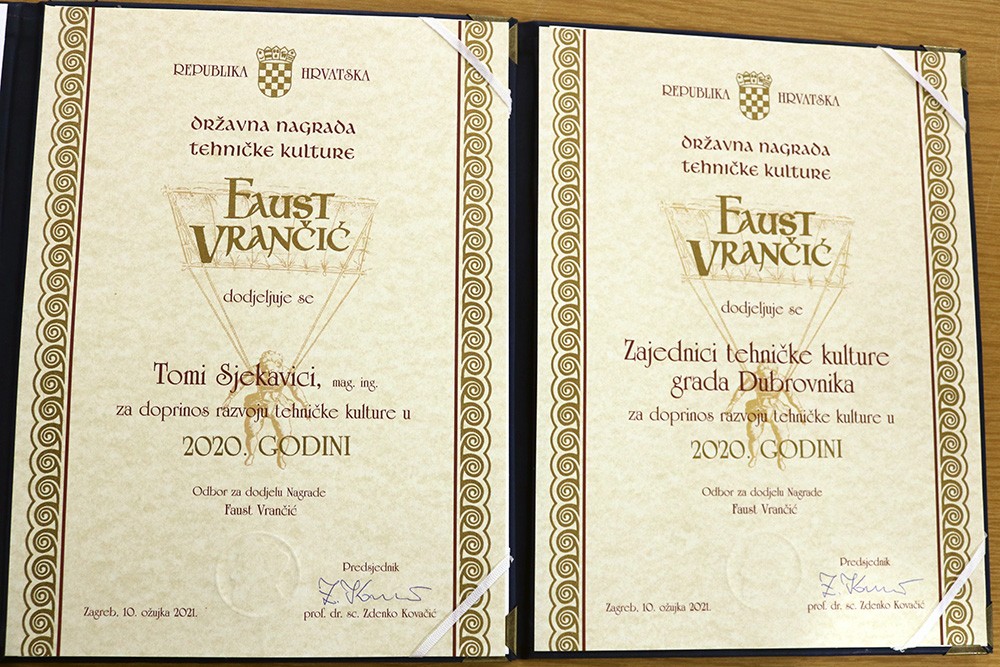 REPUBLIKA HRVATSKA
DRŽAVNA NAGRADA
TEHNIČKE KULTURE
FAUST
VRANČIĆ
dodjeljuje se
Tomi Sjekavici, mag. ing.
za doprinos razvoju tehničke kulture u
2020. GODINI
Odbor za dodjelu Nagrade
Faust Vrančić
Predsjednik
Zagreb, 10. ožujka 2021.
prof. dr. sc. Zdenko Kovačić
REPUBLIKA HRVATSKA
DRŽAVNA NAGRADA
TEHNIČKE KULTURE
FAUST
VRANČIĆ
dodjeljuje se
Zajednici tehničke kulture
grada Dubrovnika
za doprinos razvoju tehničke kulture u
2020. GODINI
Odbor za dodjelu Nagrade
Faust Vrančić
Predsjednik
Zagreb, 10. ožujka 2021.
prof. dr. sc. Zdenko Kovačić